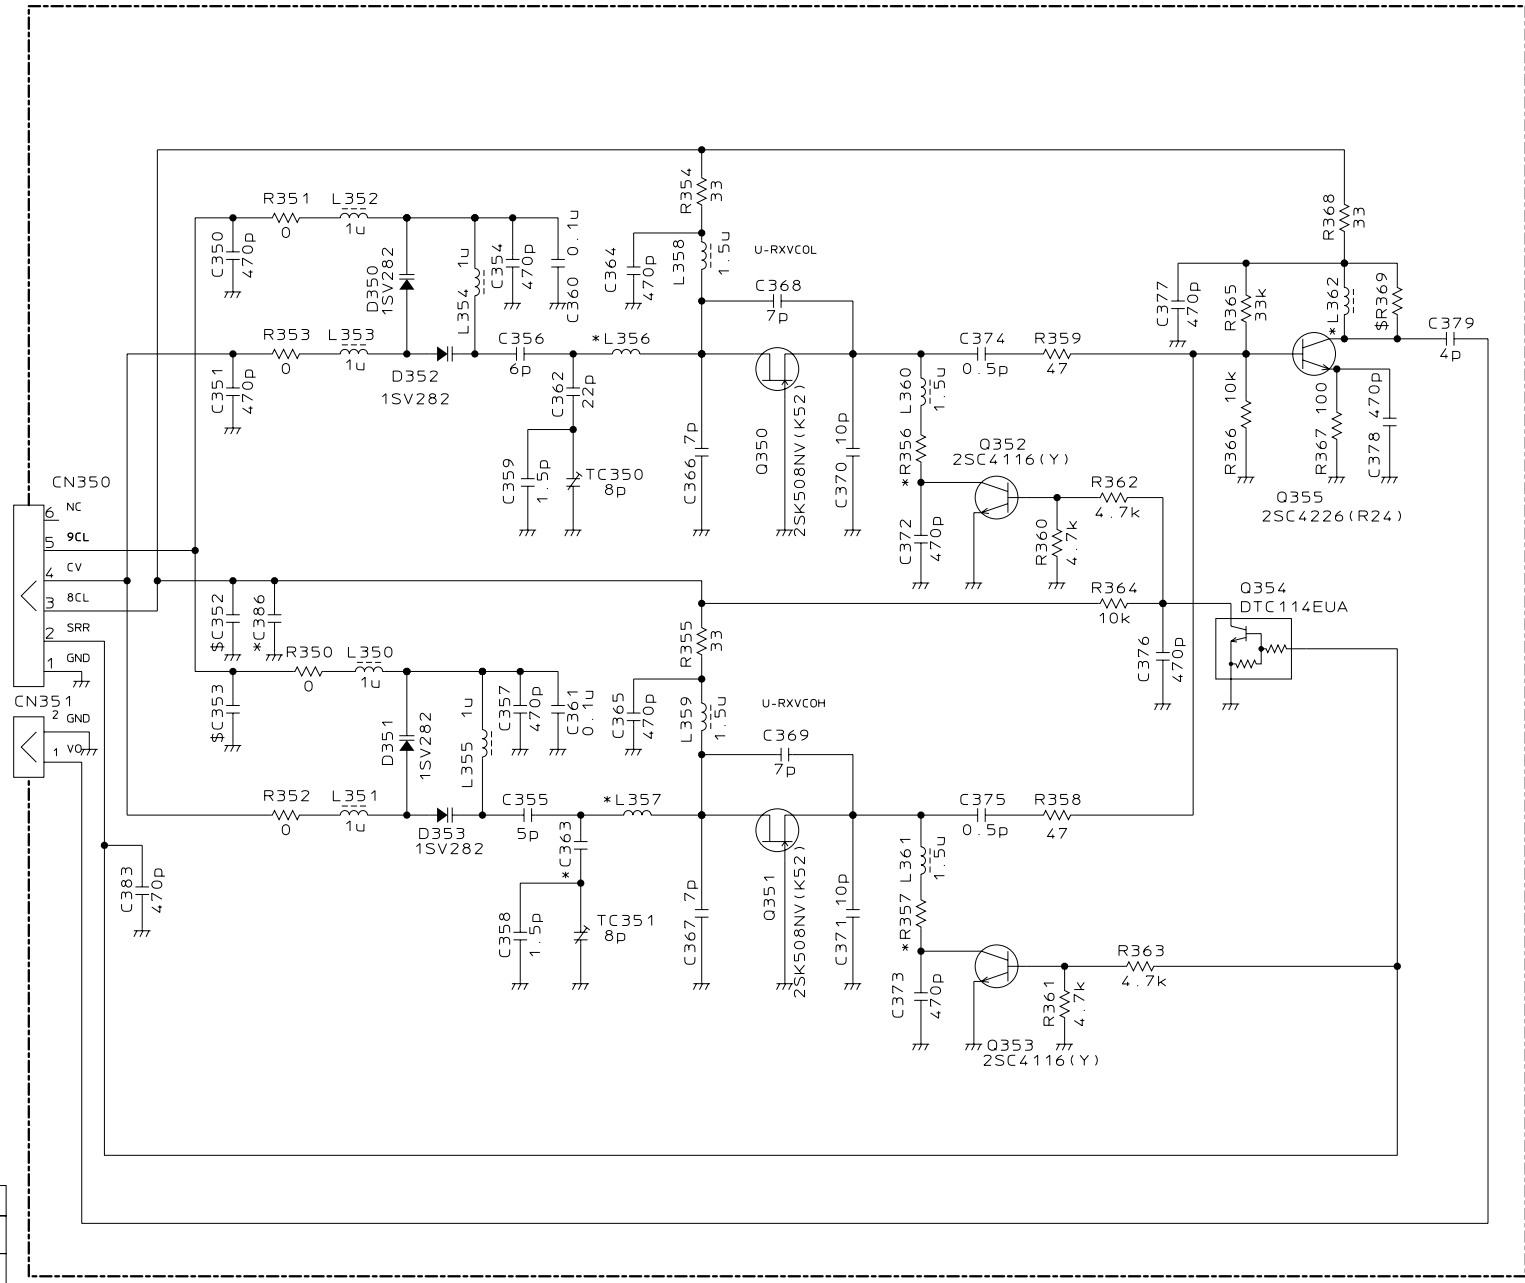 R351
L352
0
1u
C350
470p
D350
1SV282
L354
1u
C354
470p
C360
0.1u
R354
33
C364
470p
L358
1.5u
U-RXVCOL
C368
7p
R368
33
C377
470p
R365
33k
*L362
$R369
C379
4p
R353
L353
0
1u
C351
470p
D352
1SV282
C356
6p
*L356
C362
22p
C359
1.5p
TC350
8p
C366
7p
Q350
2SK508NV(K52)
C370
10p
C374
0.5p
R359
47
L360
1.5u
*R356
C372
470p
Q352
2SC4116(Y)
R360
4.7k
R362
4.7k
R366
10k
R367
100
C378
470p
Q355
2SC4226(R24)
CN350
6
NC
5
9CL
4
CV
3
8CL
2
SRR
1
GND
$C352
*C386
R364
10k
C376
470p
Q354
DTC114EUA
CN351
2
GND
1
VO
$C353
R350
L350
0
1u
D351
1SV282
L355
1u
C357
470p
C361
0.1u
R355
33
C365
470p
L359
1.5u
U-RXVCOH
C369
7p
R352
L351
0
1u
D353
1SV282
C355
5p
*L357
*C363
C358
1.5p
TC351
8p
C367
7p
Q351
2SK508NV(K52)
C371
10p
C375
0.5p
R358
47
L361
1.5u
*R357
C373
470p
Q353
2SC4116(Y)
R361
4.7k
R363
4.7k
C383
470p